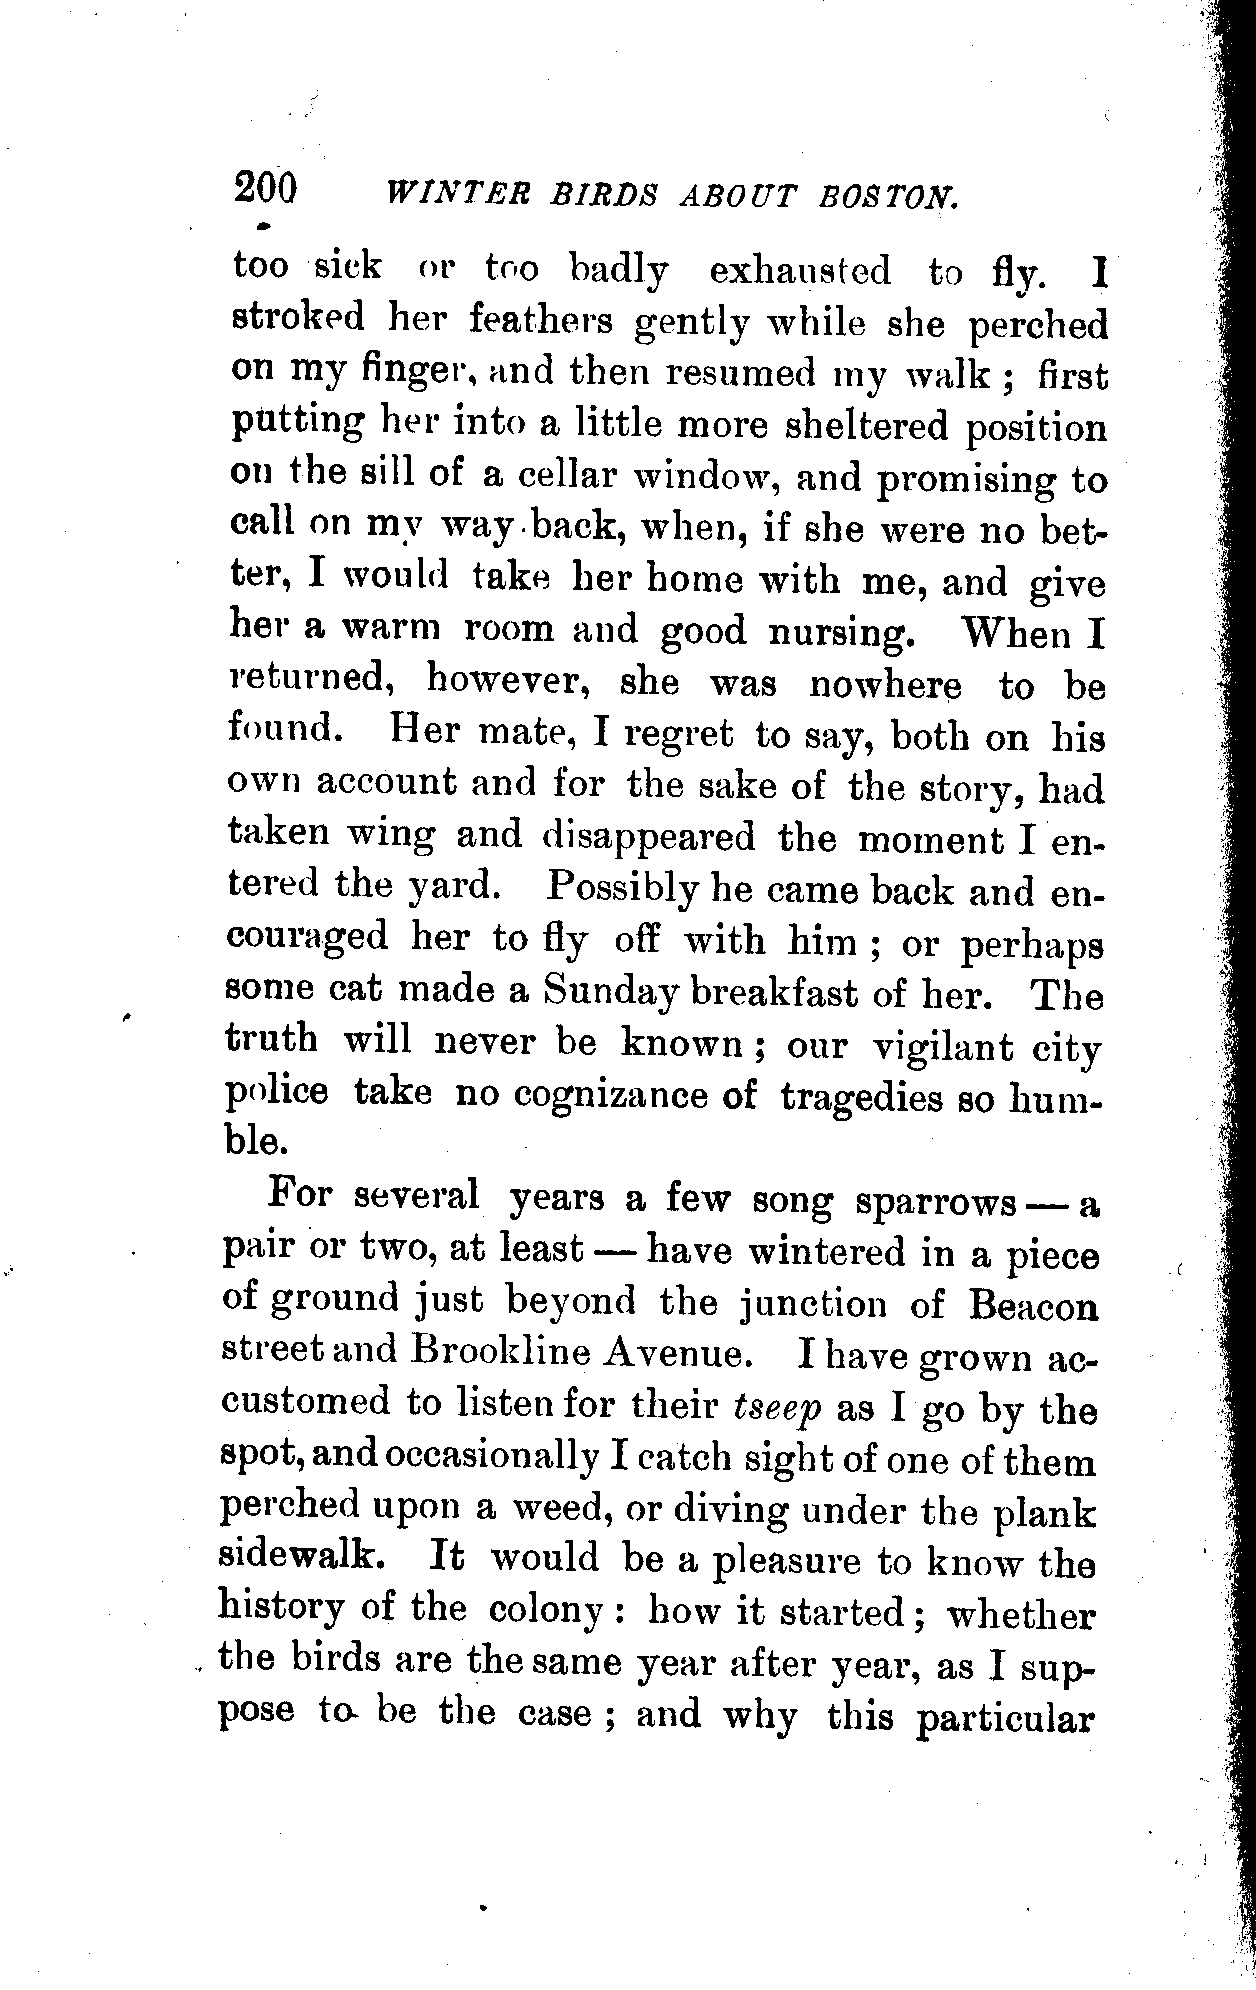 200 WINTER BIRDS ABOUT BOSTON.
too sick or too badly exhausted to fly. I
stroked her feathers gently while she perched
on my finger, and then resumed my walk ; first
putting her into a little more sheltered position
on the sill of a cellar window, and promising to
call on my way back, when, if she were no bet-
ter, I would take her home with me, and give
her a warm room and good nursing. When I
returned, however, she was nowhere to be
found. Her mate, I regret to say, both on his
own account and for the sake of the story, had
taken wing and disappeared the moment I en-
tered the yard. Possibly he came back and en-
couraged her to fly off with him ; or perhaps
some cat made a Sunday breakfast of her. The
truth will never be known ; our vigilant city
police take no cognizance of tragedies so hum-
ble.
For several years a few song sparrows — a
pair or two, at least — have wintered in a piece
of ground just beyond the junction of Beacon
street and Brookline Avenue. I have grown ac-
customed to listen for their tseep as I go by the
spot, and occasionally I catch sight of one of them
perched upon a weed, or diving under the plank
sidewalk. It would be a pleasure to know the
history of the colony : how it started ; whether
the birds are the same year after year, as I sup-
pose to be the case ; and why this particular